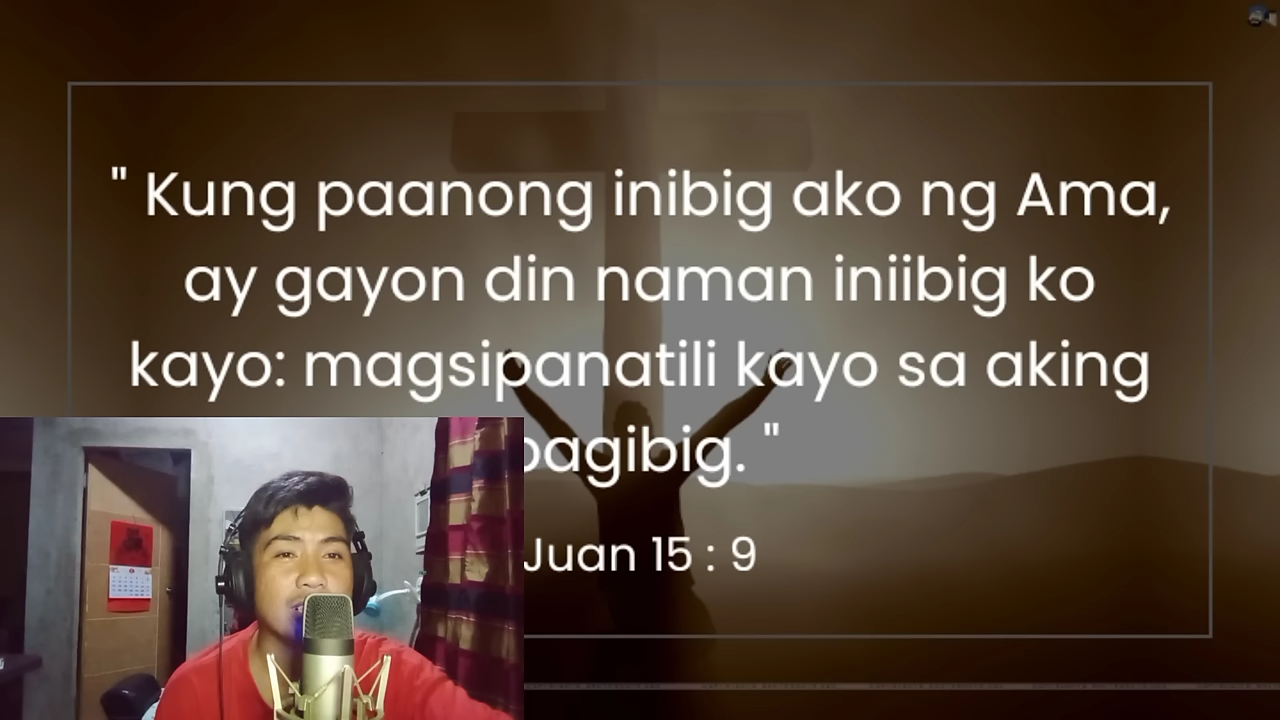 " Kung paanong inibig ako ng Ama,
ay gayon din naman iniibig ko
kayo: magsipanatili kayo sa aking
pagibig. "
Juan 15 : 9